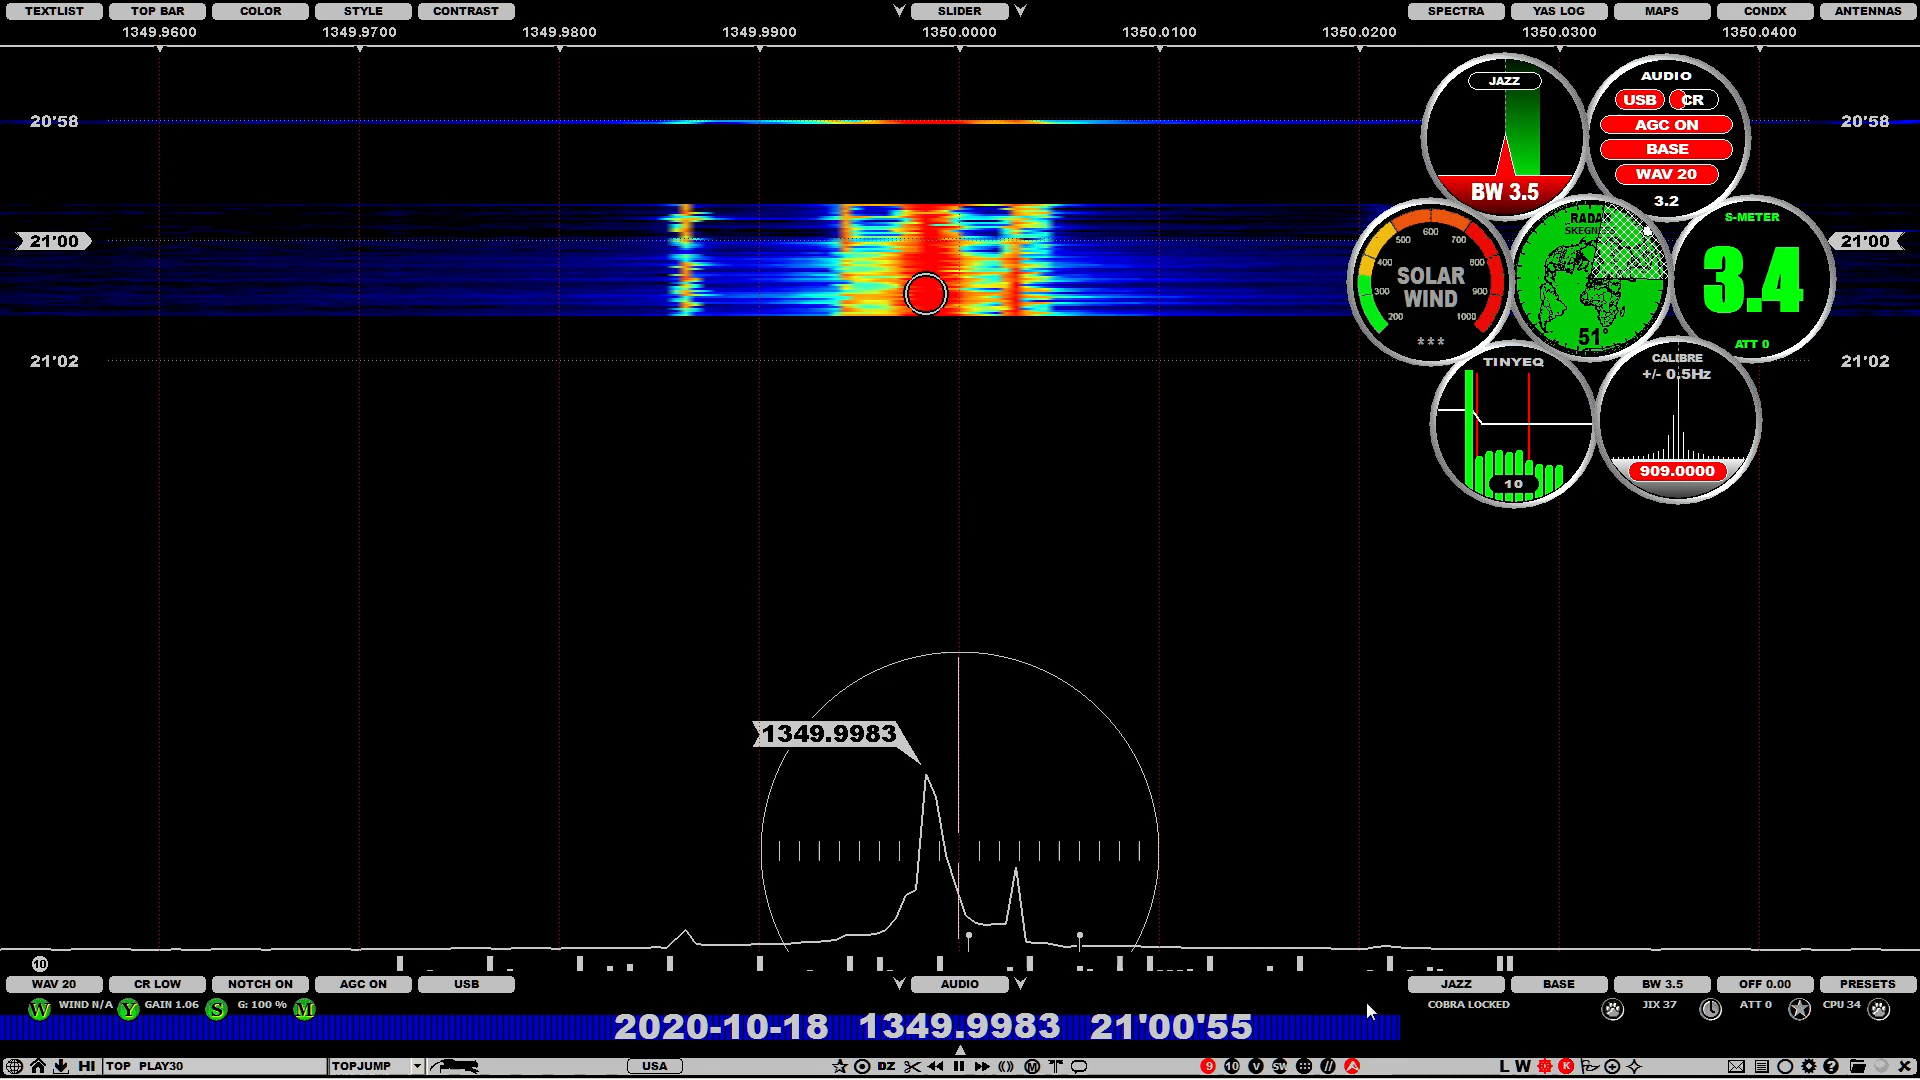 TEXTLIST TOP BAR COLOR STYLE CONTRAST SLIDER SPECTRA YAS LOG MAPS CONDX ANTENNAS
1349.9600 1349.9700 1349.9800 1349.9900 1350.0000 1350.0100 1350.0200 1350.0300 1350.0400
20'58 20'58
21'00 21'00
21'02 21'02
JAZZ
BW 3.5
AUDIO
USB CR
AGC ON
BASE
WAV 20
3.2
SOLAR
WIND
200 300 400 500 600 700 800 900 1000
***
51°
S-METER
3.4
ATT 0
TINYEQ
10
CALIBRE
+/- 0.5Hz
909.0000
1349.9983
10
WAV 20 CR LOW NOTCH ON AGC ON USB AUDIO JAZZ BASE BW 3.5 OFF 0.00 PRESETS
W WIND N/A Y GAIN 1.06 S G: 100 % M COBRA LOCKED JIX 37 ATT 0 CPU 34
2020-10-18 1349.9983 21'00'55
HI TOP PLAY30 TOPJUMP USA DZ M 9 10 V SW // A L W K ?